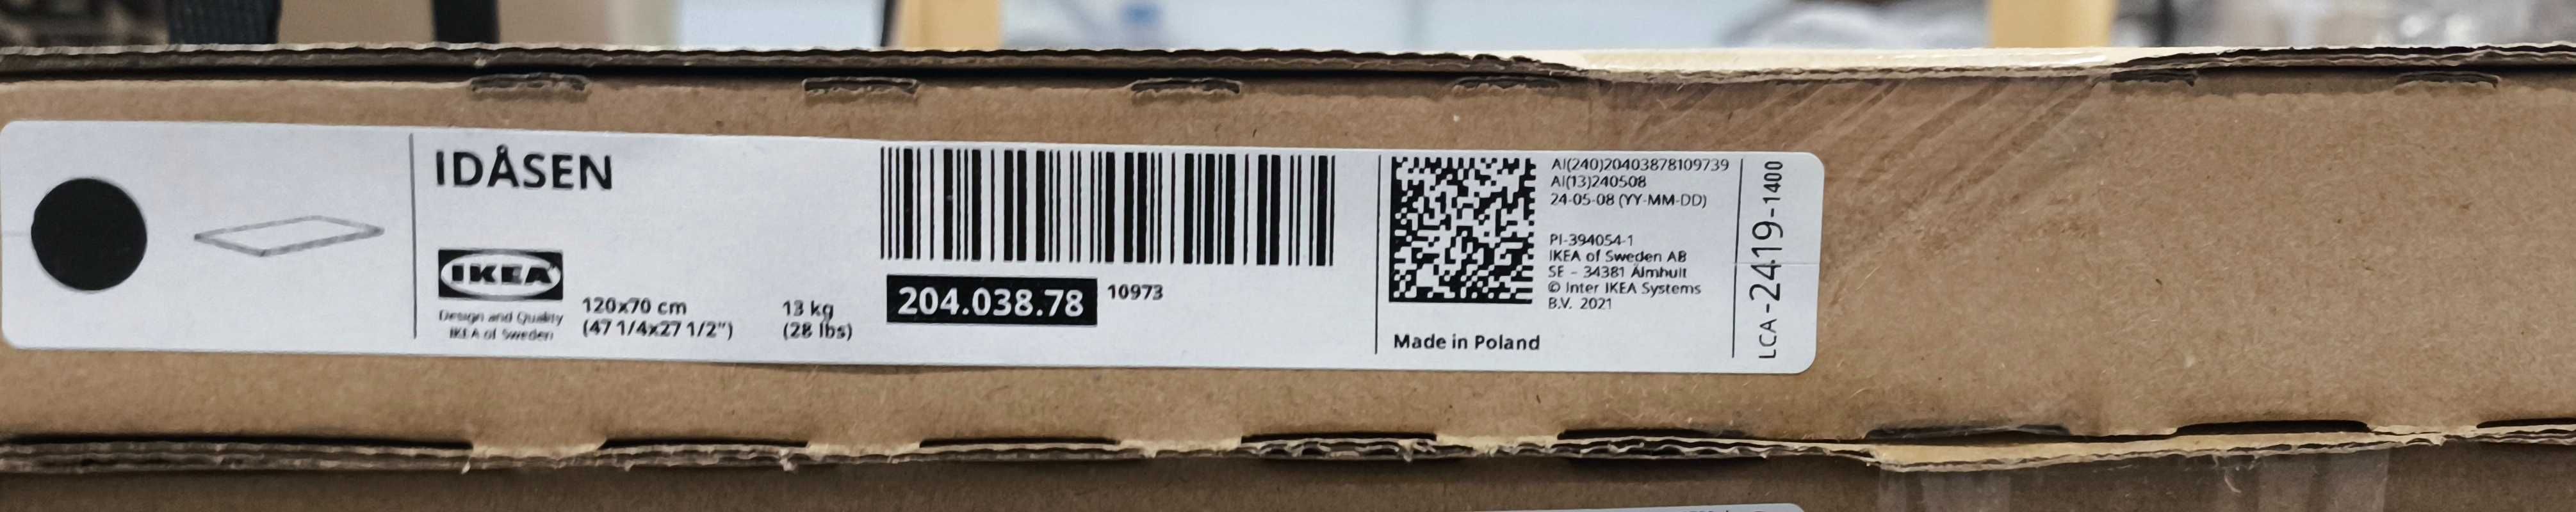 IDÅSEN
IKEA
Design and Quality
IKEA of Sweden
120x70 cm
(47 1/4x27 1/2")
13 kg
(28 lbs)
204.038.78
10973
AI(240)20403878109739
AI(13)240508
24-05-08 (YY-MM-DD)
PI-394054-1
IKEA of Sweden AB
SE - 34381 Älmhult
© Inter IKEA Systems
B.V. 2021
Made in Poland
LCA-2419-1400